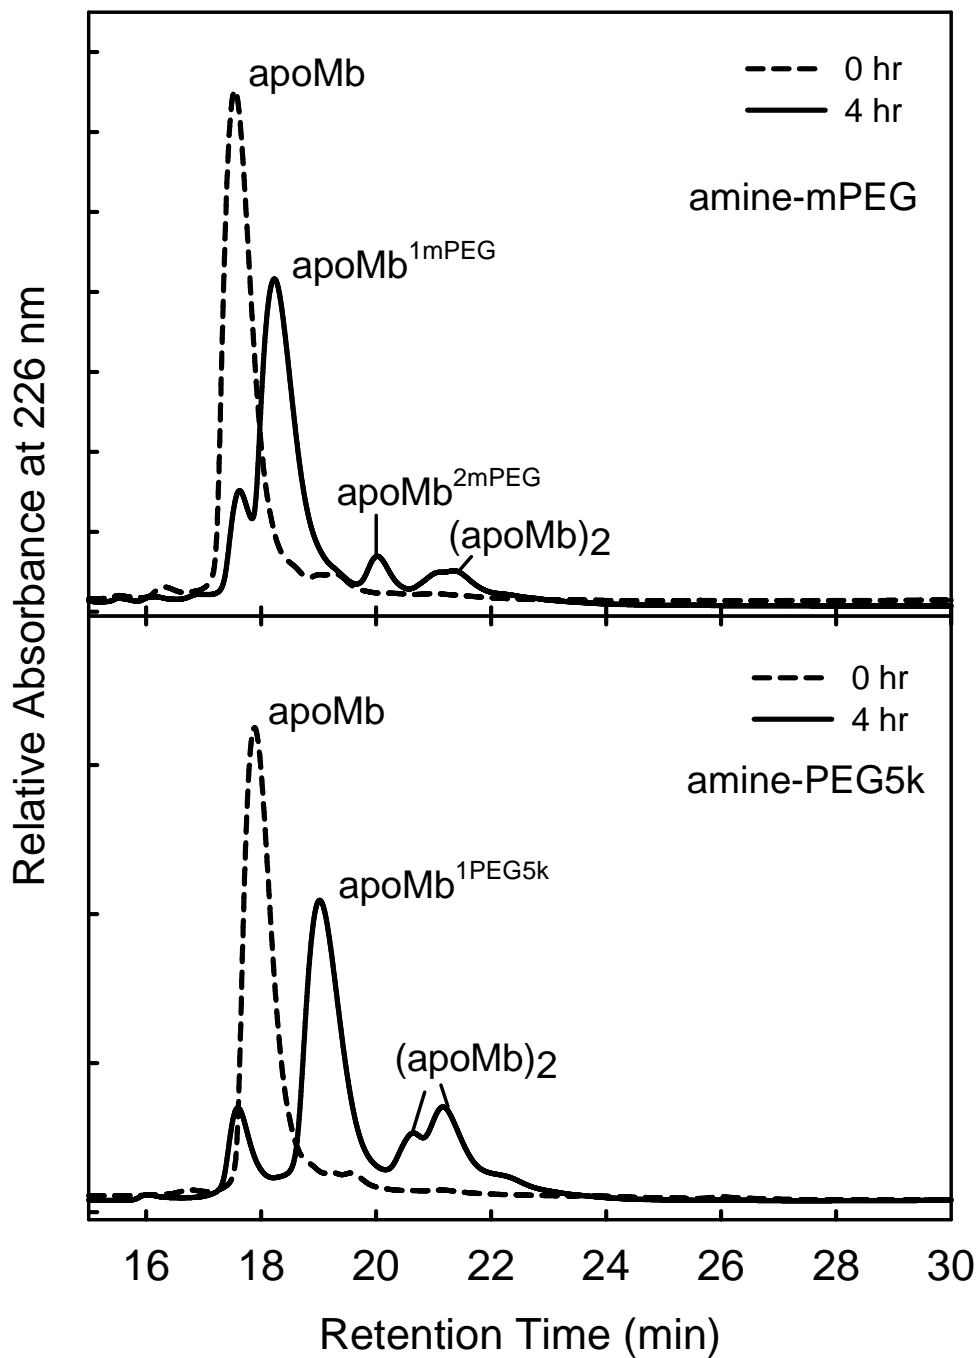 apoMb
0 hr
4 hr
amine-mPEG
apoMb1mPEG
apoMb2mPEG
(apoMb)2
0 hr
4 hr
apoMb
amine-PEG5k
apoMb1PEG5k
(apoMb)2
Relative Absorbance at 226 nm
16 18 20 22 24 26 28 30
Retention Time (min)